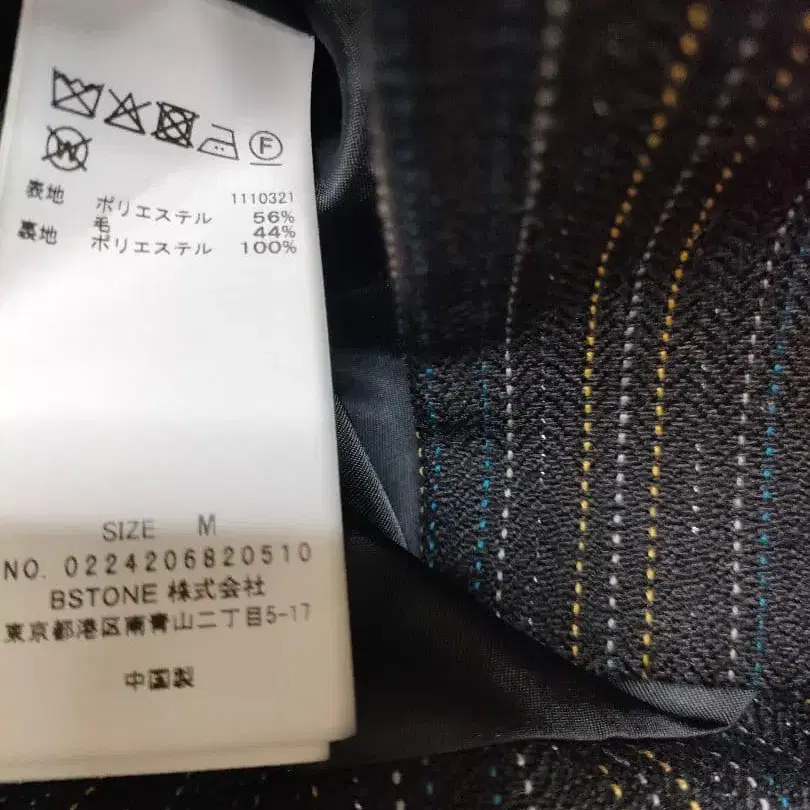 W
F
1110321
表地 ポリエステル 56%
毛 44%
裏地 ポリエステル 100%
SIZE M
NO. 0224206820510
BSTONE 株式会社
東京都港区南青山二丁目5-17
中国製